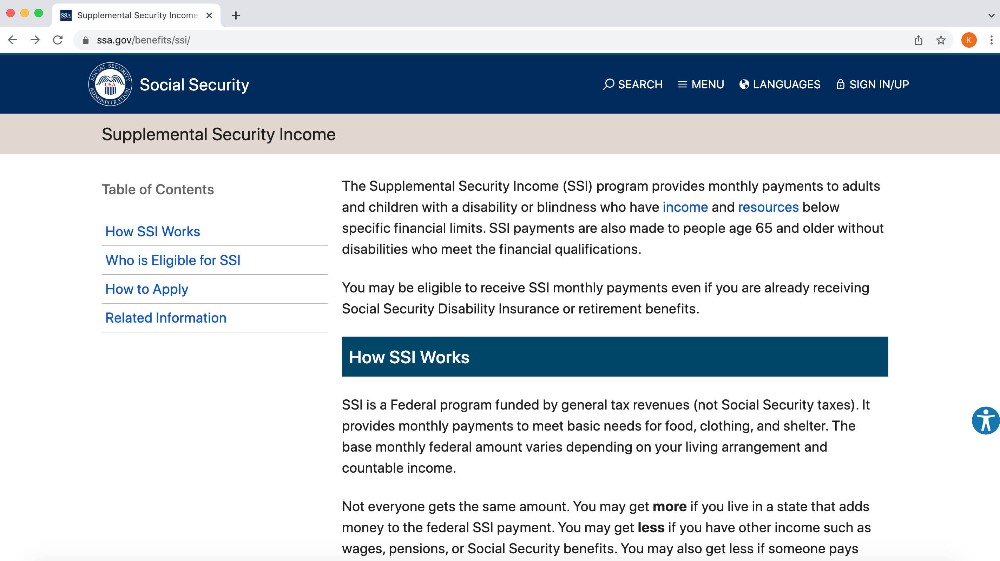 SSA Supplemental Security Income
ssa.gov/benefits/ssi/
K
SOCIAL SECURITY ADMINISTRATION
USA
Social Security
SEARCH
MENU
LANGUAGES
SIGN IN/UP
Supplemental Security Income
Table of Contents
How SSI Works
Who is Eligible for SSI
How to Apply
Related Information
The Supplemental Security Income (SSI) program provides monthly payments to adults
and children with a disability or blindness who have income and resources below
specific financial limits. SSI payments are also made to people age 65 and older without
disabilities who meet the financial qualifications.
You may be eligible to receive SSI monthly payments even if you are already receiving
Social Security Disability Insurance or retirement benefits.
How SSI Works
SSI is a Federal program funded by general tax revenues (not Social Security taxes). It
provides monthly payments to meet basic needs for food, clothing, and shelter. The
base monthly federal amount varies depending on your living arrangement and
countable income.
Not everyone gets the same amount. You may get more if you live in a state that adds
money to the federal SSI payment. You may get less if you have other income such as
wages, pensions, or Social Security benefits. You may also get less if someone pays